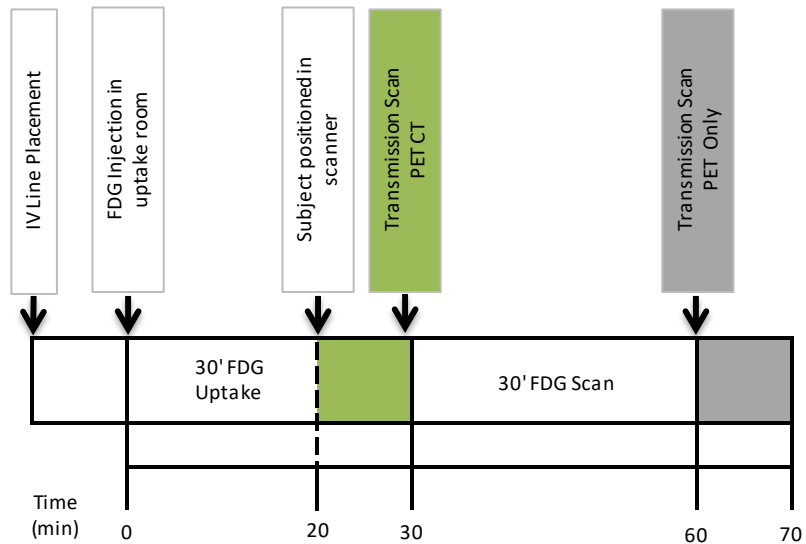 IV Line Placement
FDG Injection in
uptake room
Subject positioned in
scanner
Transmission Scan
PET CT
Transmission Scan
PET Only
30' FDG
Uptake
30' FDG Scan
Time
(min)
0
20
30
60
70